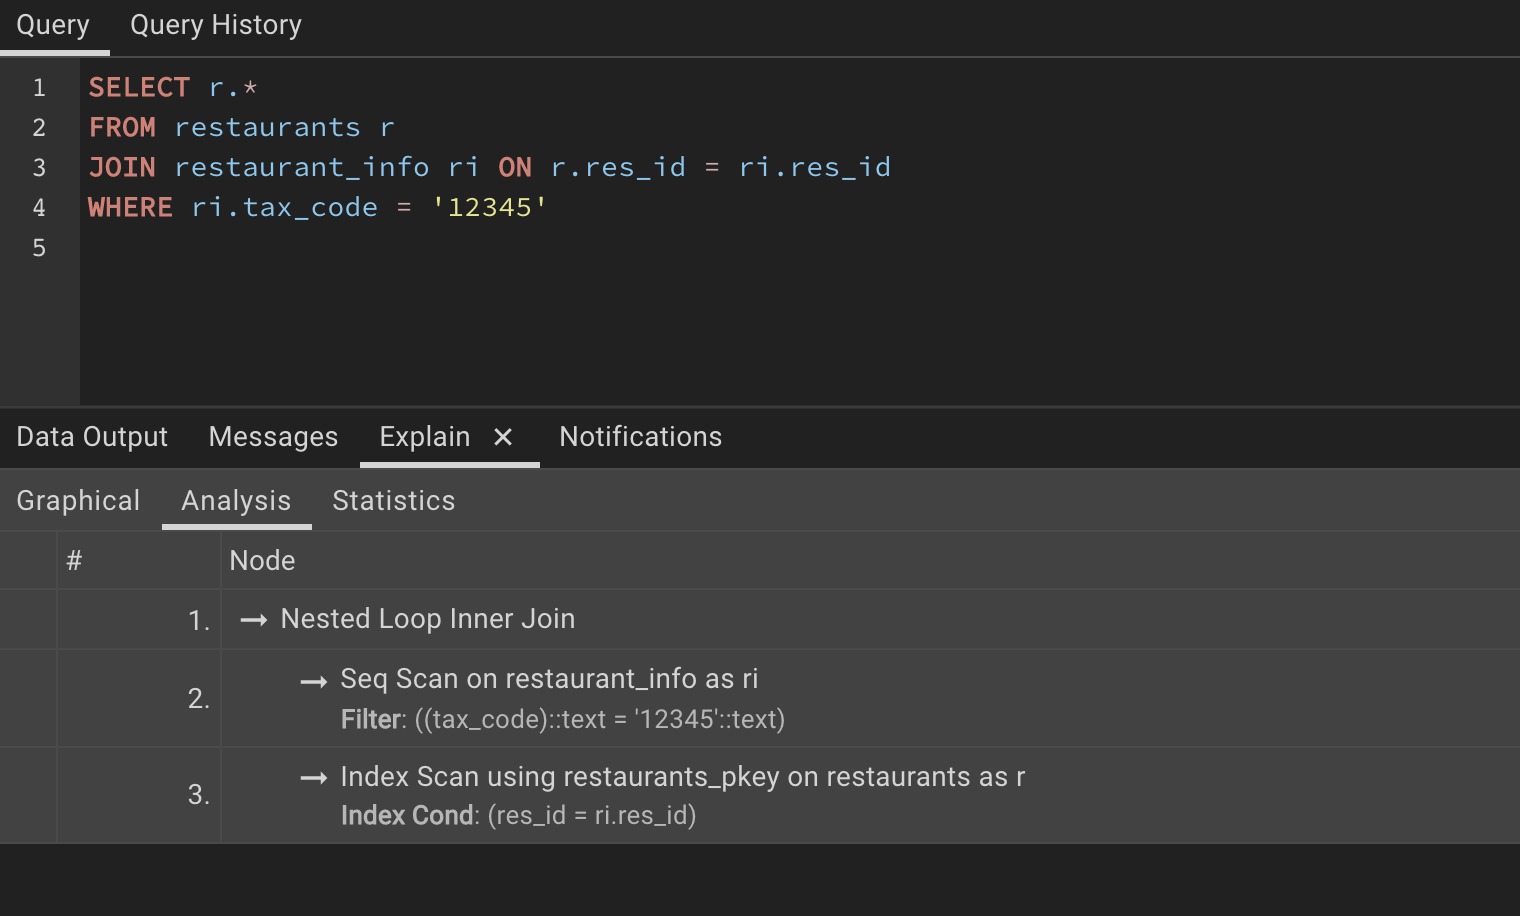 Query Query History
1 SELECT r.*
2 FROM restaurants r
3 JOIN restaurant_info ri ON r.res_id = ri.res_id
4 WHERE ri.tax_code = '12345'
5
Data Output Messages Explain × Notifications
Graphical Analysis Statistics
# Node
1. → Nested Loop Inner Join
2. → Seq Scan on restaurant_info as ri
Filter: ((tax_code)::text = '12345'::text)
3. → Index Scan using restaurants_pkey on restaurants as r
Index Cond: (res_id = ri.res_id)